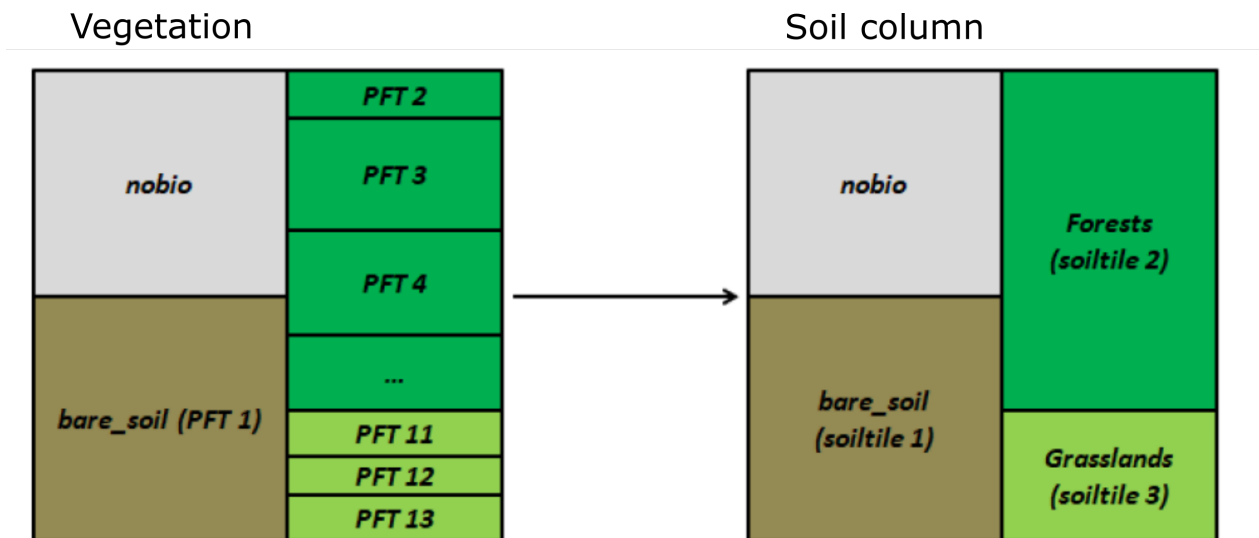 Vegetation
Soil column
nobio
bare_soil (PFT 1)
PFT 2
PFT 3
PFT 4
...
PFT 11
PFT 12
PFT 13
nobio
bare_soil
(soiltile 1)
Forests
(soiltile 2)
Grasslands
(soiltile 3)